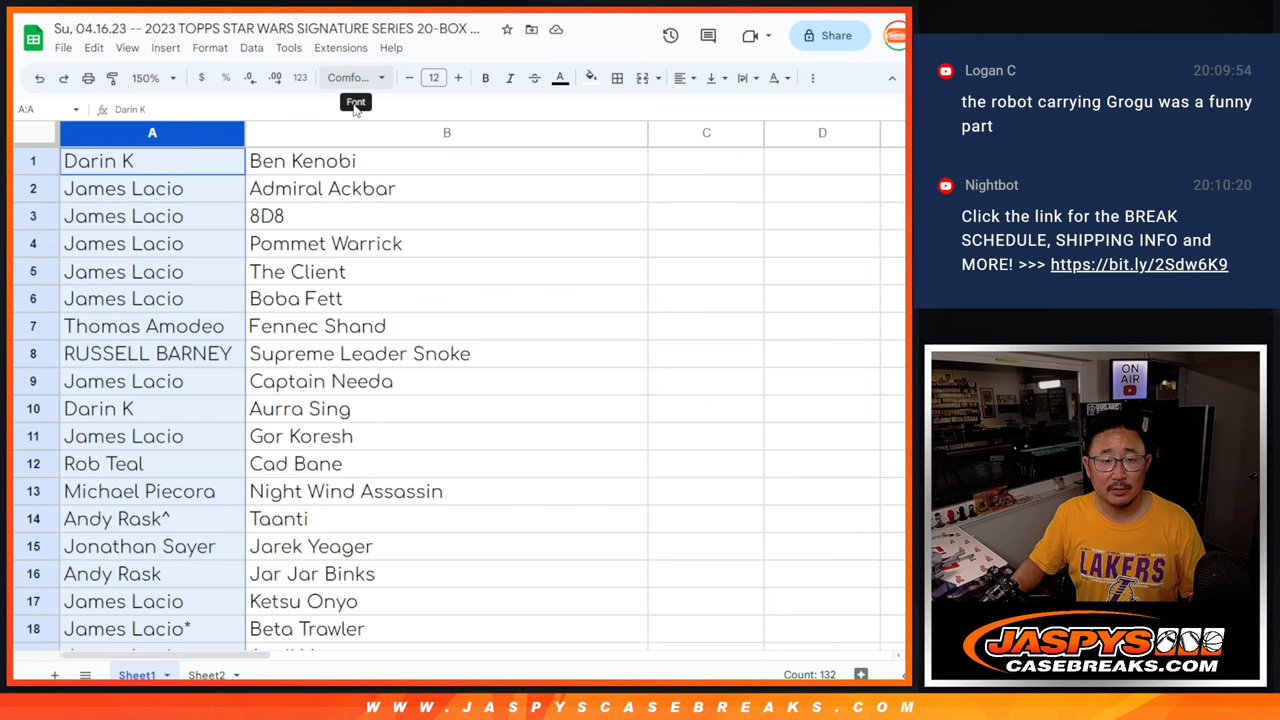 Su, 04.16.23 -- 2023 TOPPS STAR WARS SIGNATURE SERIES 20-BOX ...
File Edit View Insert Format Data Tools Extensions Help
Share
150% $ % .0 .00 123 Comfo... 12 B I A
A:A fx Darin K
Font
A B C D
1 Darin K Ben Kenobi
2 James Lacio Admiral Ackbar
3 James Lacio 8D8
4 James Lacio Pommet Warrick
5 James Lacio The Client
6 James Lacio Boba Fett
7 Thomas Amodeo Fennec Shand
8 RUSSELL BARNEY Supreme Leader Snoke
9 James Lacio Captain Needa
10 Darin K Aurra Sing
11 James Lacio Gor Koresh
12 Rob Teal Cad Bane
13 Michael Piecora Night Wind Assassin
14 Andy Rask^ Taanti
15 Jonathan Sayer Jarek Yeager
16 Andy Rask Jar Jar Binks
17 James Lacio Ketsu Onyo
18 James Lacio* Beta Trawler
Sheet1 Sheet2 Count: 132
Logan C 20:09:54
the robot carrying Grogu was a funny
part
Nightbot 20:10:20
Click the link for the BREAK
SCHEDULE, SHIPPING INFO and
MORE! >>> https://bit.ly/2Sdw6K9
ON
AIR
LAKERS
JASPYS
CASEBREAKS.COM
WWW.JASPYSCASEBREAKS.COM